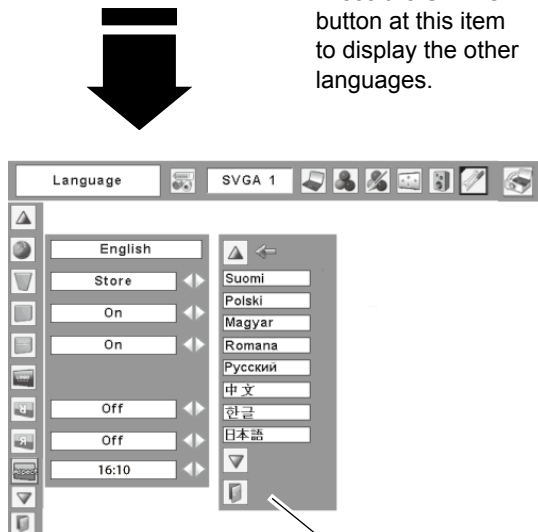 button at this item
to display the other
languages.
Language
SVGA 1
English
Store
On
On
Off
Off
16:10
Suomi
Polski
Magyar
Romana
Русский
中文
한글
日本語